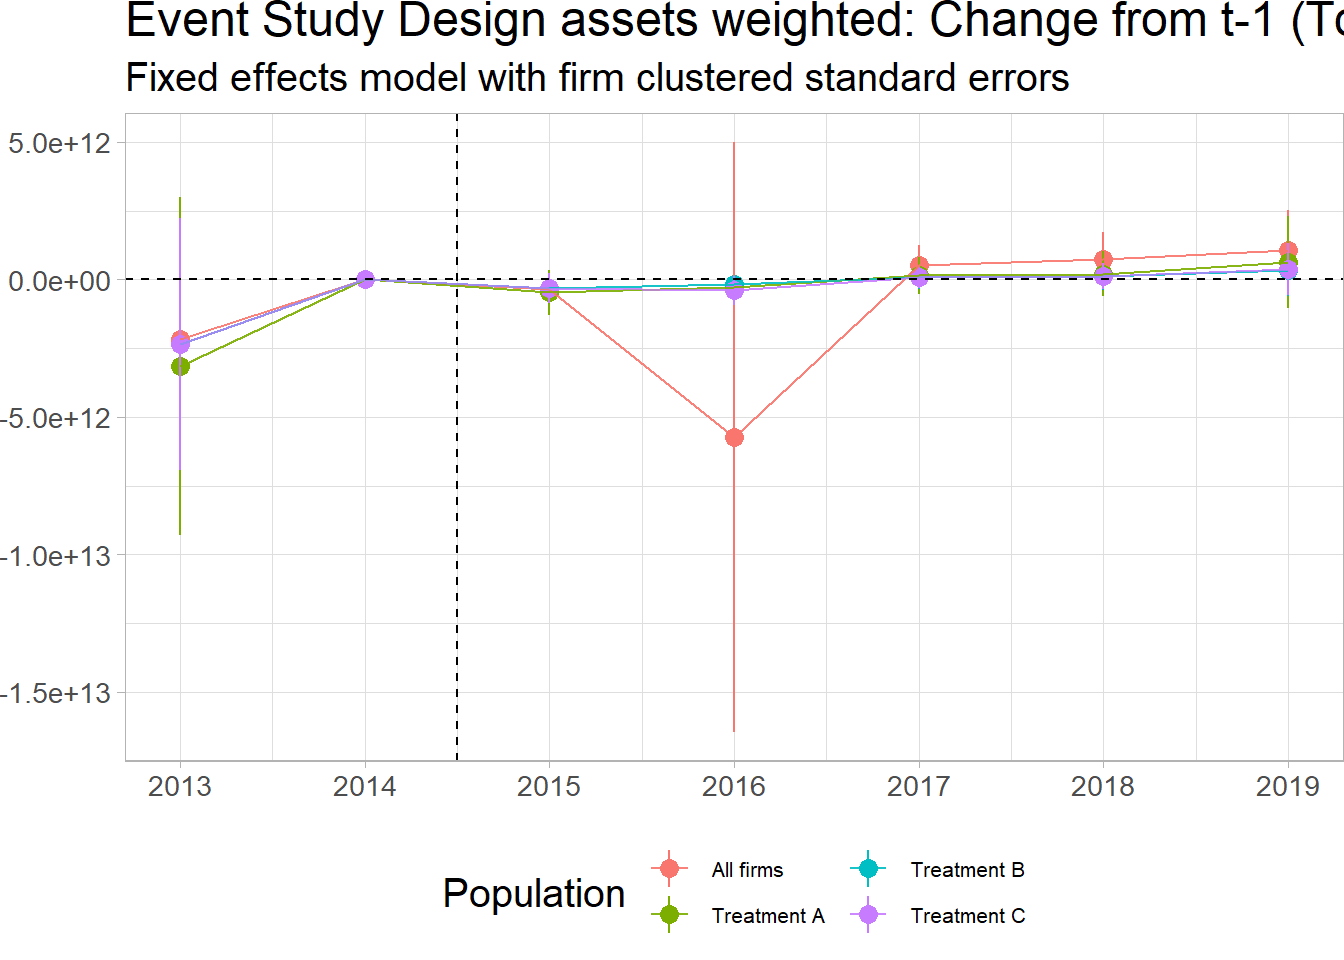 Event Study Design assets weighted: Change from t-1 (To
Fixed effects model with firm clustered standard errors
5.0e+12
0.0e+00
-5.0e+12
-1.0e+13
-1.5e+13
2013 2014 2015 2016 2017 2018 2019
Population
All firms
Treatment B
Treatment A
Treatment C